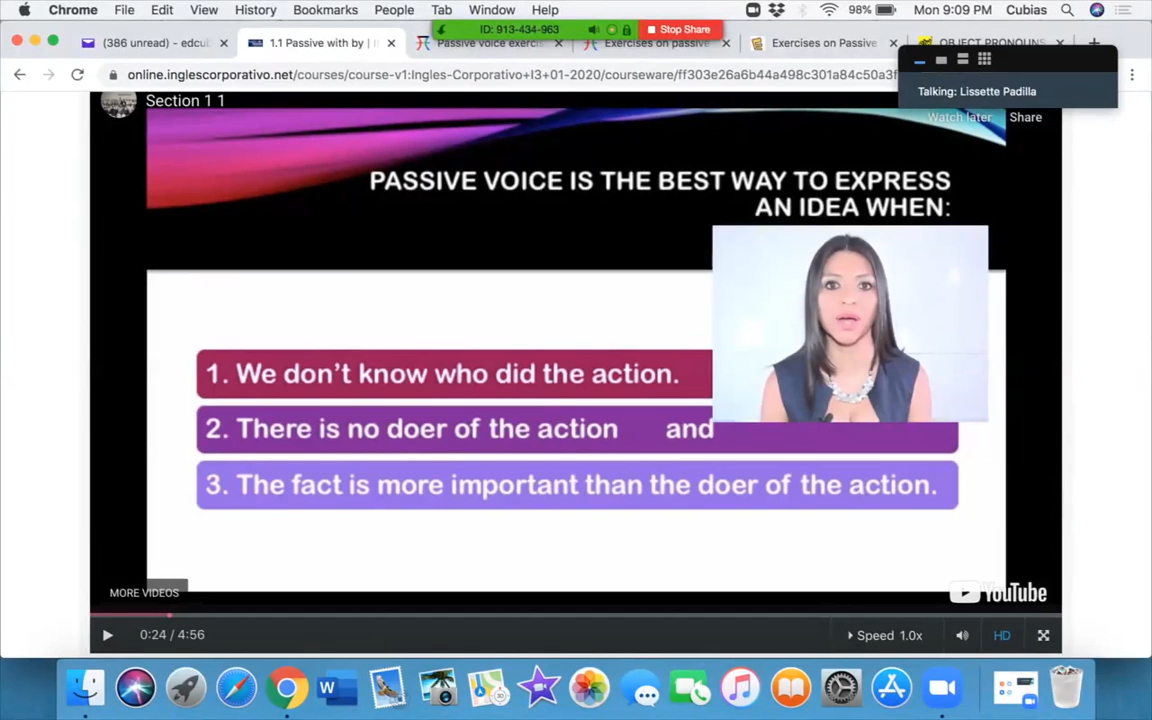 Chrome File Edit View History Bookmarks People Tab Window Help
98% Mon 9:09 PM Cubias
ID: 913-434-963 Stop Share
(386 unread) - edcu
1.1 Passive with by | I
Passive voice exerci
Exercises on passive
Exercises on Passive
OBJECT PRONOUNS
online.inglescorporativo.net/courses/course-v1:Ingles-Corporativo+I3+01-2020/courseware/ff303e26a6b44a498c301a84c50a3f
Talking: Lissette Padilla
Section 1 1
Watch later Share
PASSIVE VOICE IS THE BEST WAY TO EXPRESS
AN IDEA WHEN:
1. We don't know who did the action.
2. There is no doer of the action and
3. The fact is more important than the doer of the action.
MORE VIDEOS
YouTube
0:24 / 4:56
Speed 1.0x
HD
W